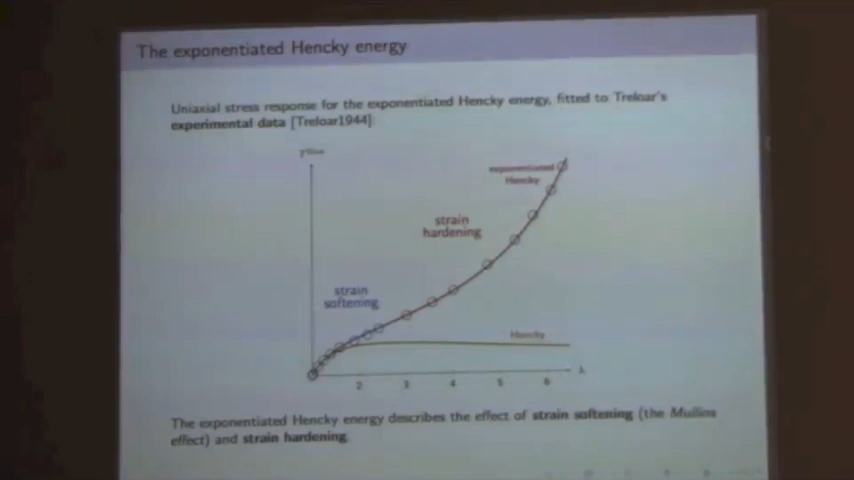 The exponentiated Hencky energy
Uniaxial stress response for the exponentiated Hencky energy, fitted to Treloar's
experimental data [Treloar1944]:
exponentiated
Hencky
strain
hardening
strain
softening
Hencky
2 3 4 5 6 λ
The exponentiated Hencky energy describes the effect of strain softening (the Mullins
effect) and strain hardening.